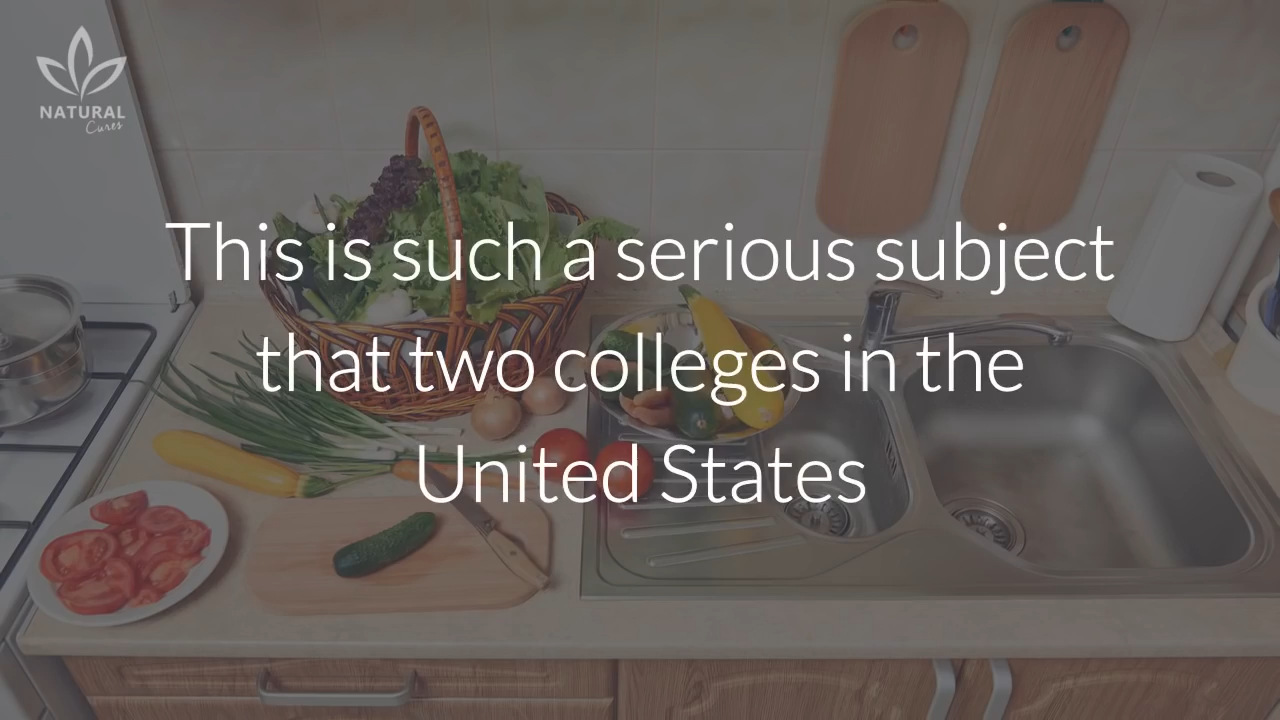 NATURAL
Cures
This is such a serious subject
that two colleges in the
United States